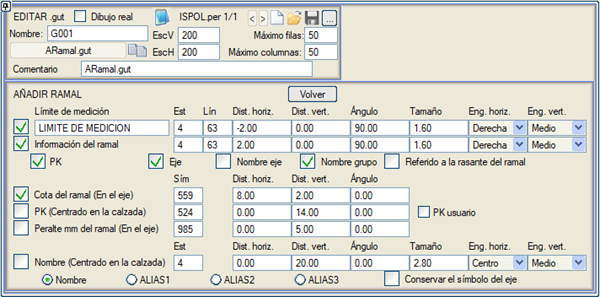 EDITAR .gut Dibujo real ISPOL.per 1/1 < > ...
Nombre: G001 EscV 200 Máximo filas: 50
ARamal.gut EscH 200 Máximo columnas: 50
Comentario ARamal.gut
AÑADIR RAMAL Volver
Límite de medición Est Lín Dist. horiz. Dist. vert. Ángulo Tamaño Eng. horiz. Eng. vert.
LIMITE DE MEDICION 4 63 -2.00 0.00 90.00 1.60 Derecha Medio
Información del ramal 4 63 2.00 0.00 90.00 1.60 Derecha Medio
PK Eje Nombre eje Nombre grupo Referido a la rasante del ramal
Sím Dist. horiz. Dist. vert. Ángulo
Cota del ramal (En el eje) 559 8.00 2.00 0.00
PK (Centrado en la calzada) 524 0.00 14.00 0.00 PK usuario
Peralte mm del ramal (En el eje) 985 0.00 5.00 0.00
Est Dist. horiz. Dist. vert. Ángulo Tamaño Eng. horiz. Eng. vert.
Nombre (Centrado en la calzada) 4 0.00 20.00 0.00 2.80 Centro Medio
Nombre ALIAS1 ALIAS2 ALIAS3 Conservar el símbolo del eje